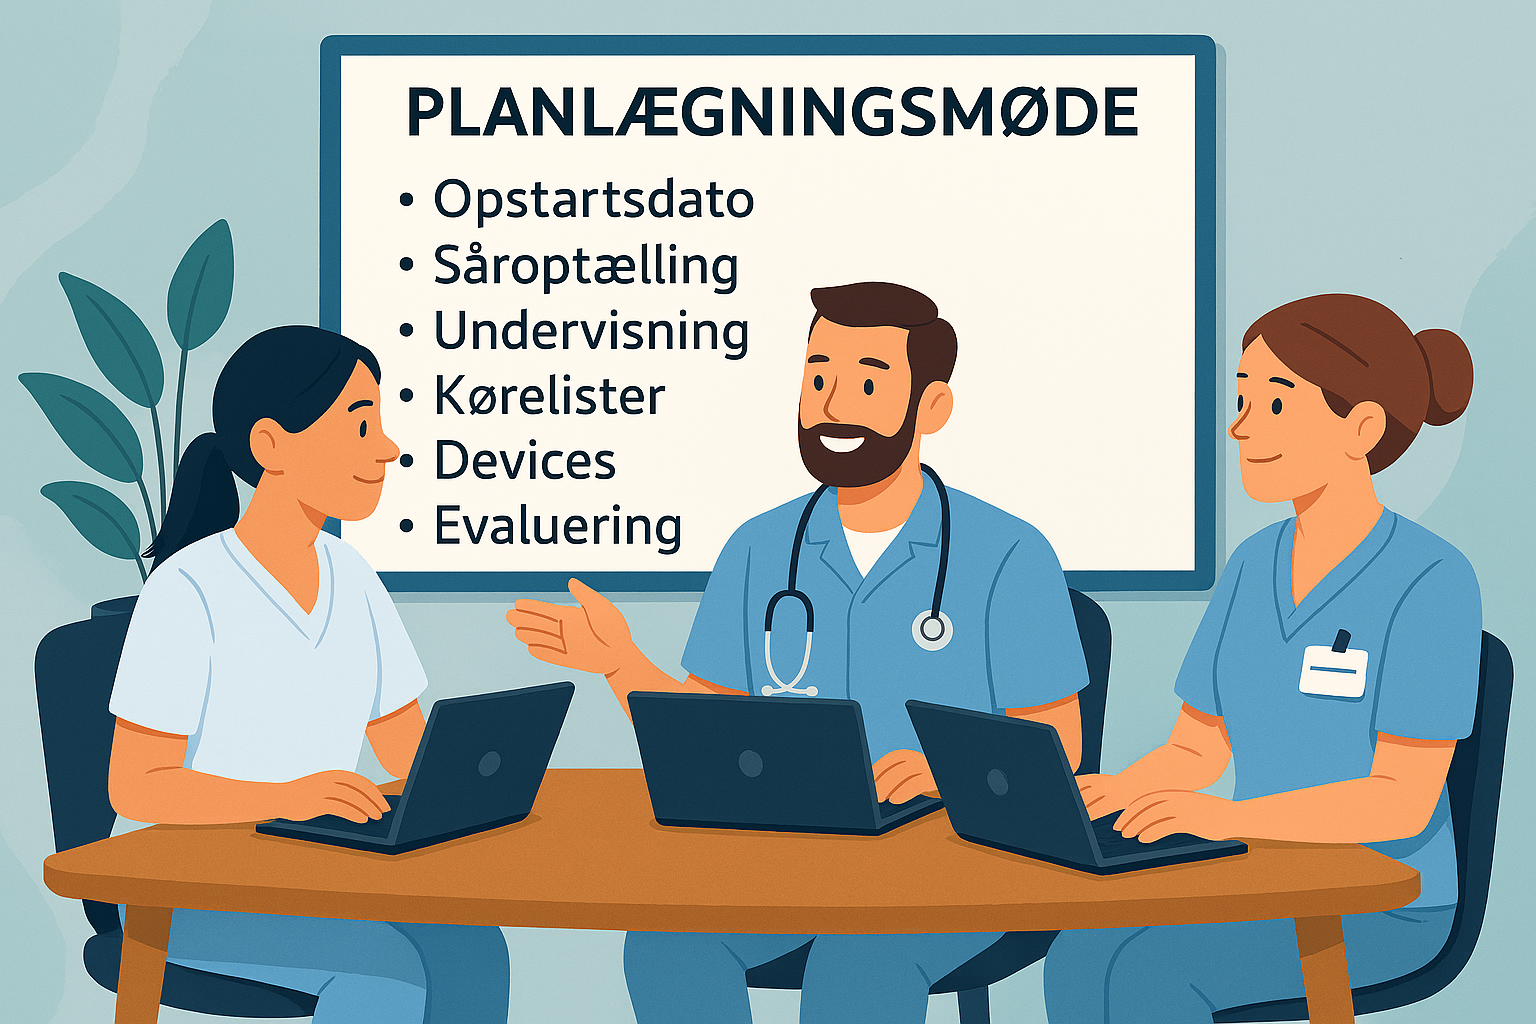 PLANLÆGNINGSMØDE
• Opstartsdato
• Såroptælling
• Undervisning
• Kørelister
• Devices
• Evaluering